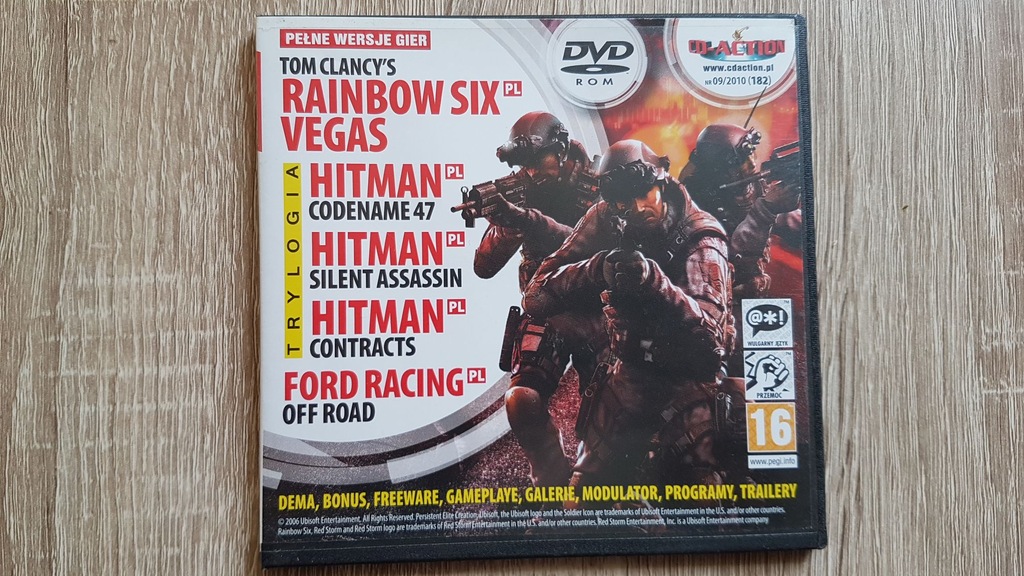 PEŁNE WERSJE GIER
TOM CLANCY'S
RAINBOW SIX PL
VEGAS
TRYLOGIA
HITMAN PL
CODENAME 47
HITMAN PL
SILENT ASSASSIN
HITMAN PL
CONTRACTS
FORD RACING PL
OFF ROAD
DVD
ROM
CD-ACTION
www.cdaction.pl
NR 09/2010 (182)
@*!
WULGARNY JĘZYK
PRZEMOC
16
www.pegi.info
DEMA, BONUS, FREEWARE, GAMEPLAYE, GALERIE, MODULATOR, PROGRAMY, TRAILERY
© 2006 Ubisoft Entertainment. All Rights Reserved. Persistent Elite Creation, Ubisoft, the Ubisoft logo and the Soldier Icon are trademarks of Ubisoft Entertainment in the U.S. and/or other countries.
Rainbow Six, Red Storm and Red Storm logo are trademarks of Red Storm Entertainment in the U.S. and/or other countries. Red Storm Entertainment, Inc. is a Ubisoft Entertainment company